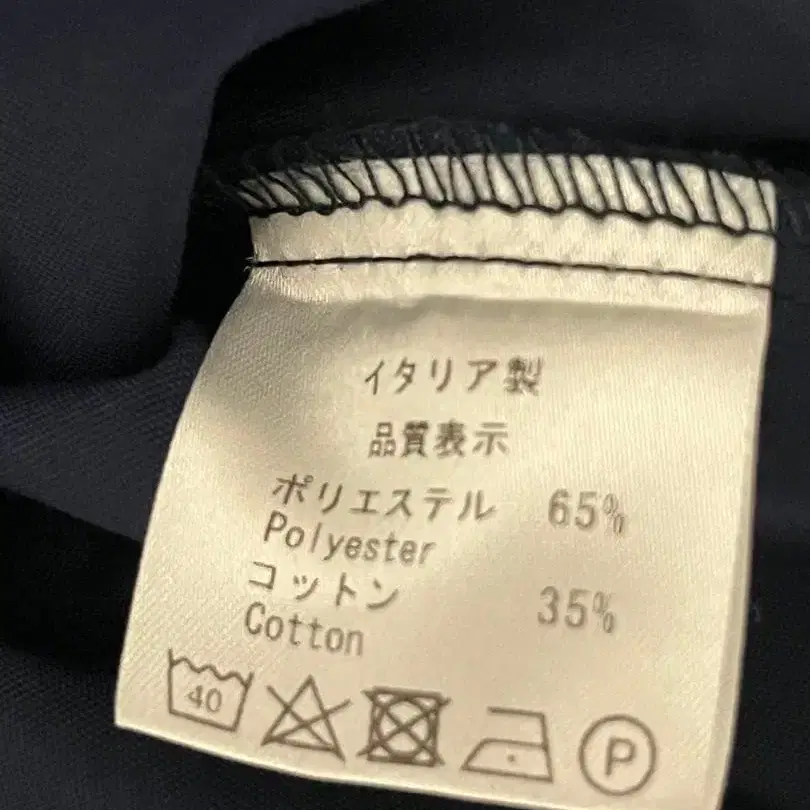 イタリア製
品質表示
ポリエステル 65%
Polyester
コットン 35%
Cotton
40 P